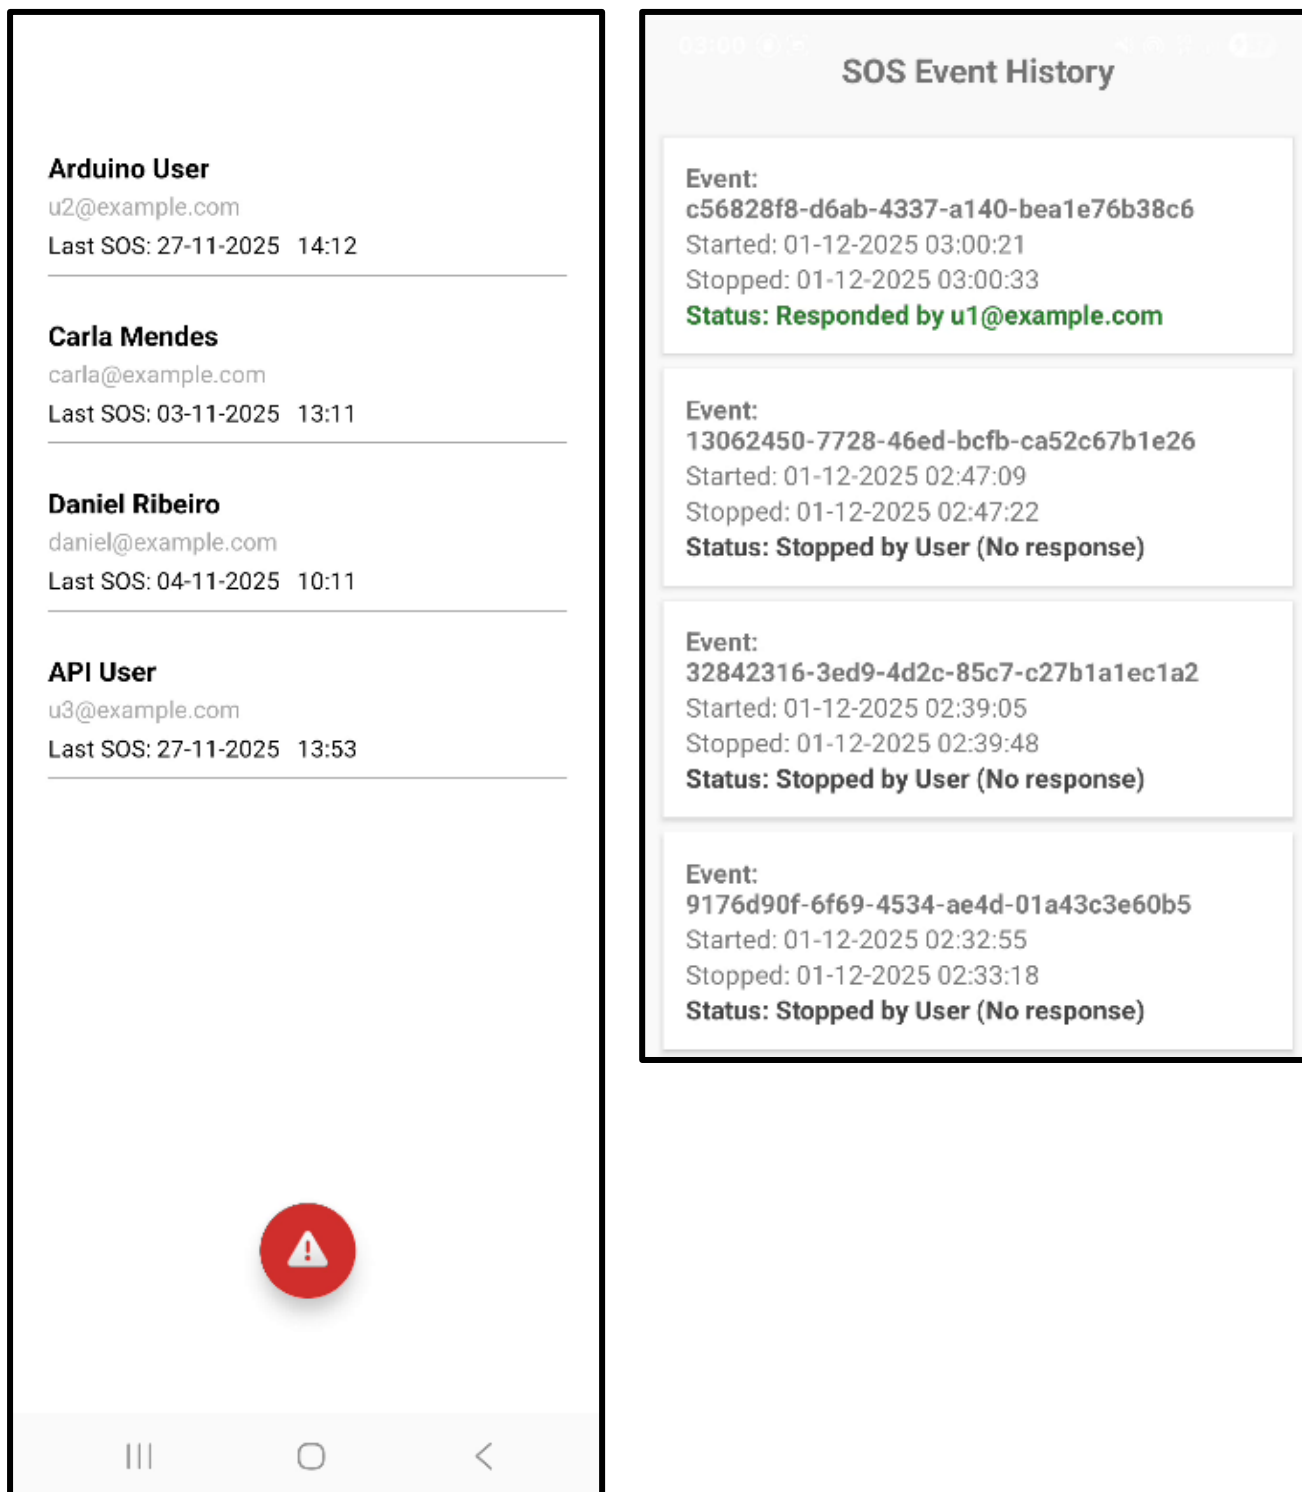 Arduino User
u2@example.com
Last SOS: 27-11-2025 14:12
Carla Mendes
carla@example.com
Last SOS: 03-11-2025 13:11
Daniel Ribeiro
daniel@example.com
Last SOS: 04-11-2025 10:11
API User
u3@example.com
Last SOS: 27-11-2025 13:53
03:00
SOS Event History
Event:
c56828f8-d6ab-4337-a140-bea1e76b38c6
Started: 01-12-2025 03:00:21
Stopped: 01-12-2025 03:00:33
Status: Responded by u1@example.com
Event:
13062450-7728-46ed-bcfb-ca52c67b1e26
Started: 01-12-2025 02:47:09
Stopped: 01-12-2025 02:47:22
Status: Stopped by User (No response)
Event:
32842316-3ed9-4d2c-85c7-c27b1a1ec1a2
Started: 01-12-2025 02:39:05
Stopped: 01-12-2025 02:39:48
Status: Stopped by User (No response)
Event:
9176d90f-6f69-4534-ae4d-01a43c3e60b5
Started: 01-12-2025 02:32:55
Stopped: 01-12-2025 02:33:18
Status: Stopped by User (No response)